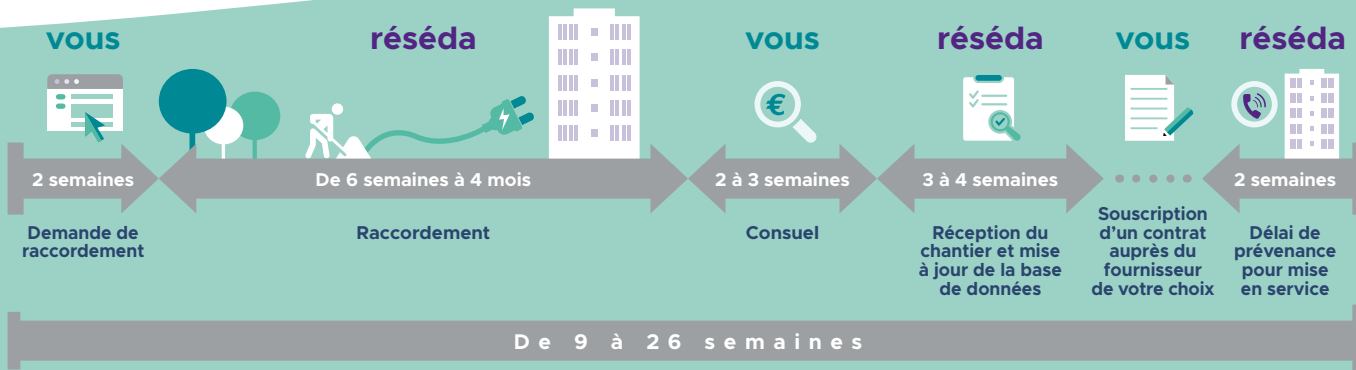 vous
réséda
vous
réséda
vous
réséda
€
2 semaines
De 6 semaines à 4 mois
2 à 3 semaines
3 à 4 semaines
2 semaines
Demande de
raccordement
Raccordement
Consuel
Réception du
chantier et mise
à jour de la base
de données
Souscription
d'un contrat
auprès du
fournisseur
de votre choix
Délai de
prévenance
pour mise
en service
De 9 à 26 semaines